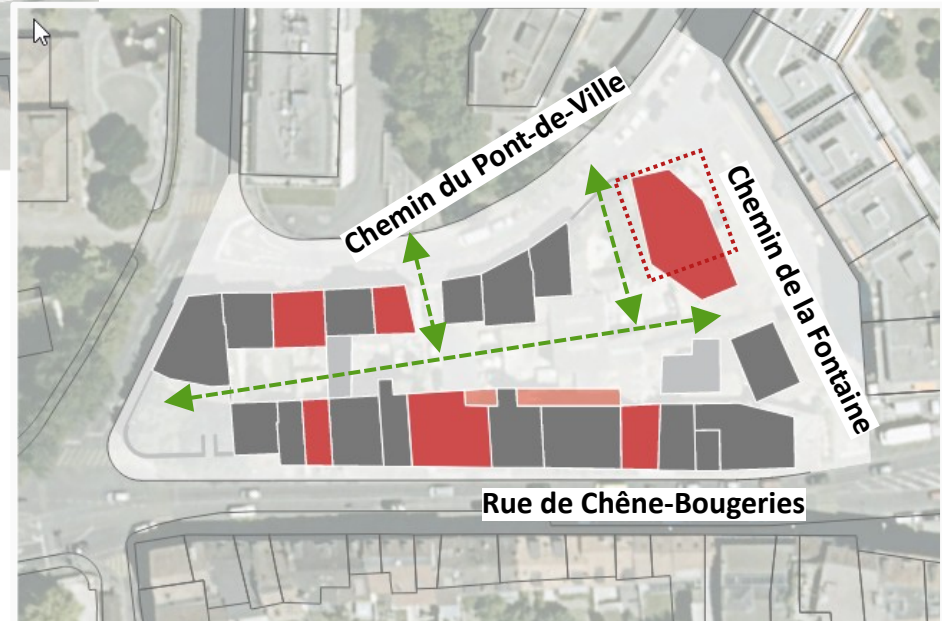 Chemin du Pont-de-Ville
Chemin de la Fontaine
Rue de Chêne-Bougeries